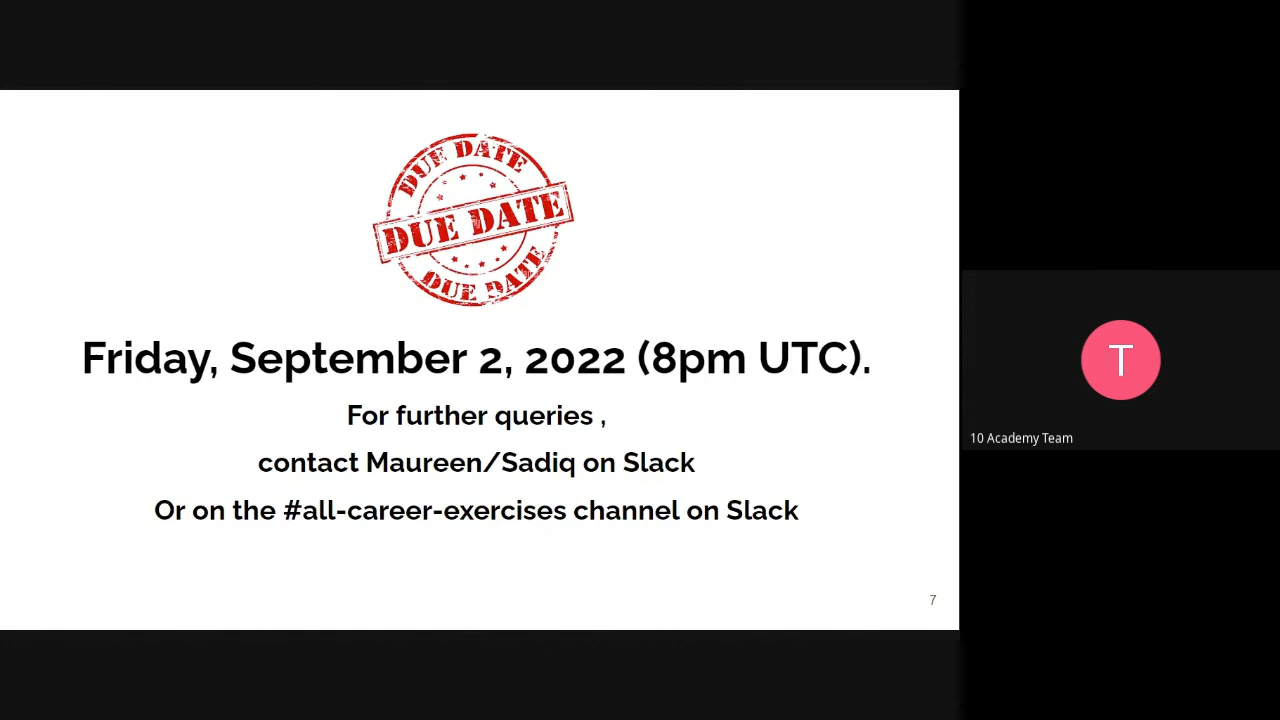 DUE DATE
DUE DATE
DUE DATE
Friday, September 2, 2022 (8pm UTC).
For further queries ,
contact Maureen/Sadiq on Slack
Or on the #all-career-exercises channel on Slack
7
T
10 Academy Team